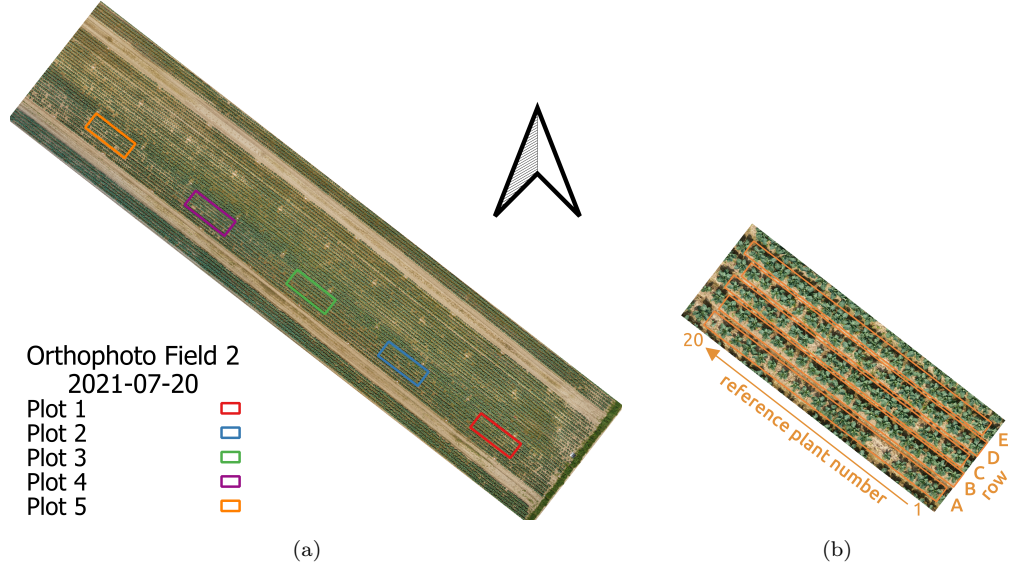 Orthophoto Field 2
2021-07-20
Plot 1
Plot 2
Plot 3
Plot 4
Plot 5
(a)
20
reference plant number
1
A
B
C
D
E
row
(b)